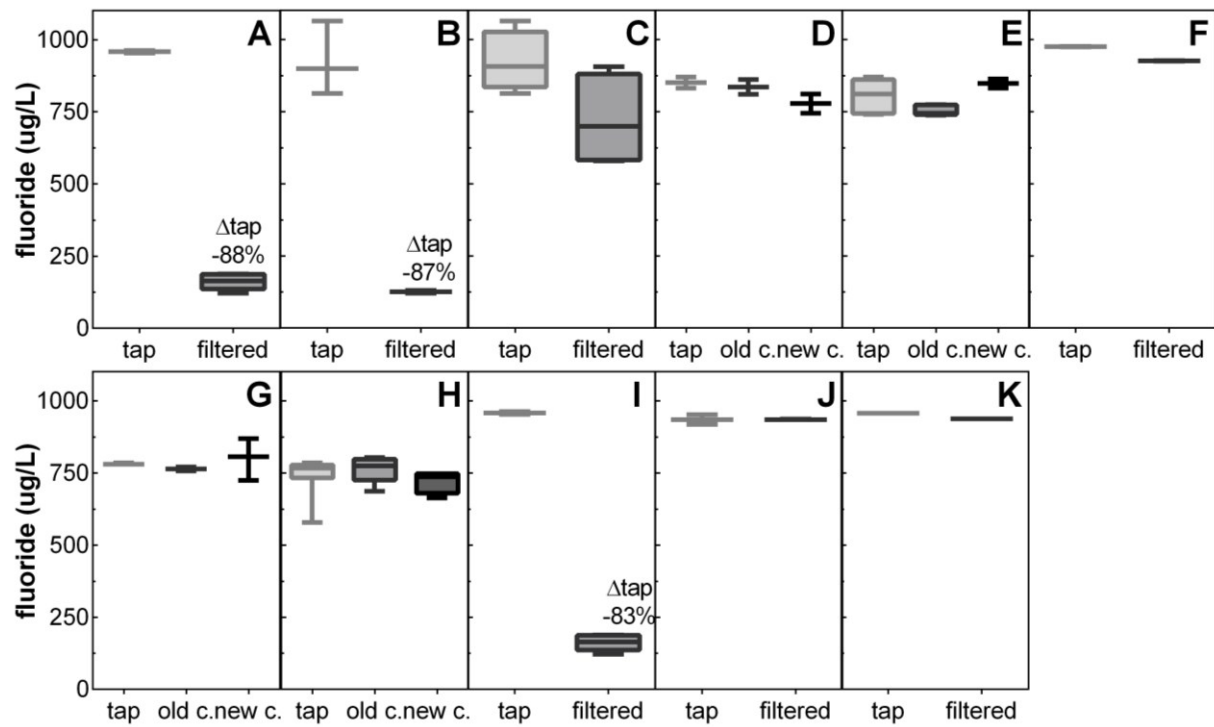 A B C D E F
fluoride (ug/L)
1000
750
500
250
0
Δtap
-88%
Δtap
-87%
tap filtered tap filtered tap filtered tap old c. new c. tap old c. new c. tap filtered
G H I J K
fluoride (ug/L)
1000
750
500
250
0
Δtap
-83%
tap old c. new c. tap old c. new c. tap filtered tap filtered tap filtered